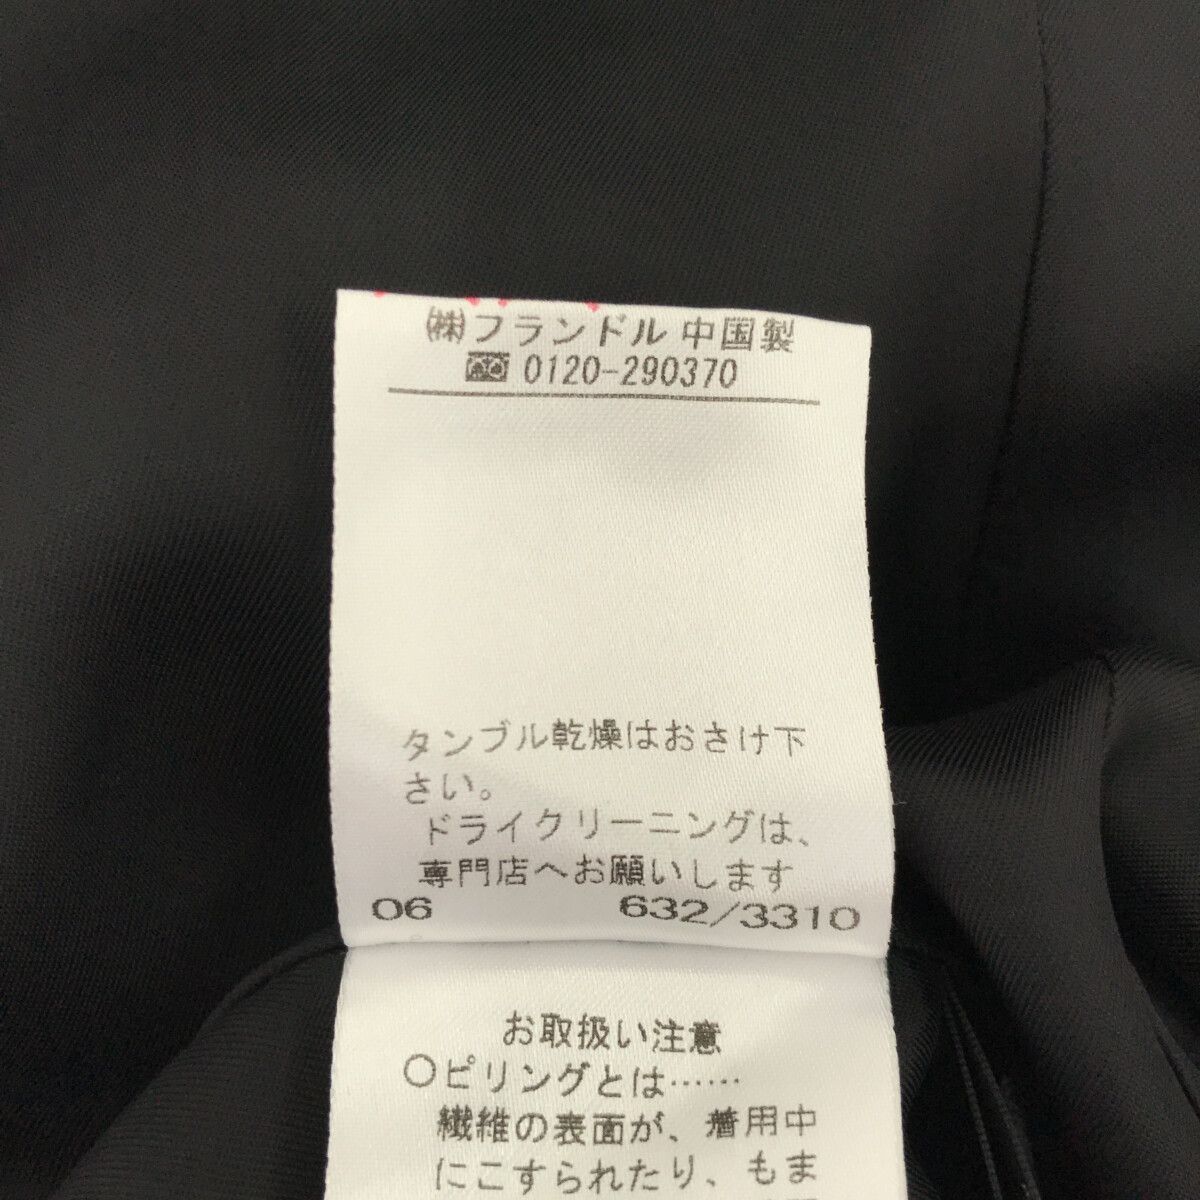 ㈱フランドル 中国製
0120-290370
タンブル乾燥はおさけ下
さい。
ドライクリーニングは、
専門店へお願いします
06 632/3310
お取扱い注意
○ピリングとは……
繊維の表面が、着用中
にこすられたり、もま